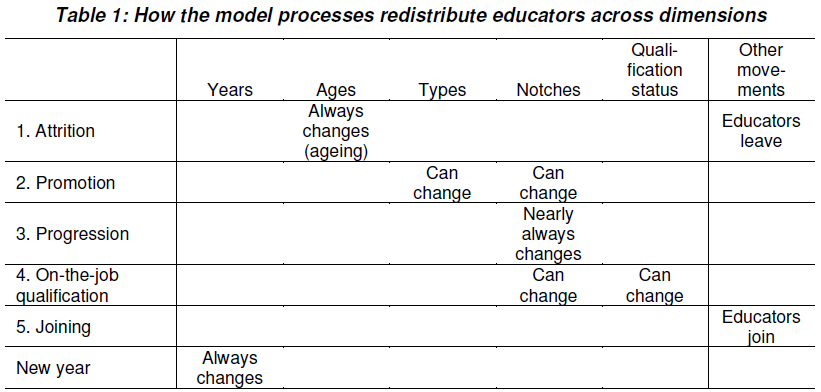 Table 1: How the model processes redistribute educators across dimensions
Years Ages Types Notches Quali-
fication
status Other
move-
ments
1. Attrition Always
changes
(ageing) Educators
leave
2. Promotion Can
change Can
change
3. Progression Nearly
always
changes
4. On-the-job
qualification Can
change Can
change
5. Joining Educators
join
New year Always
changes